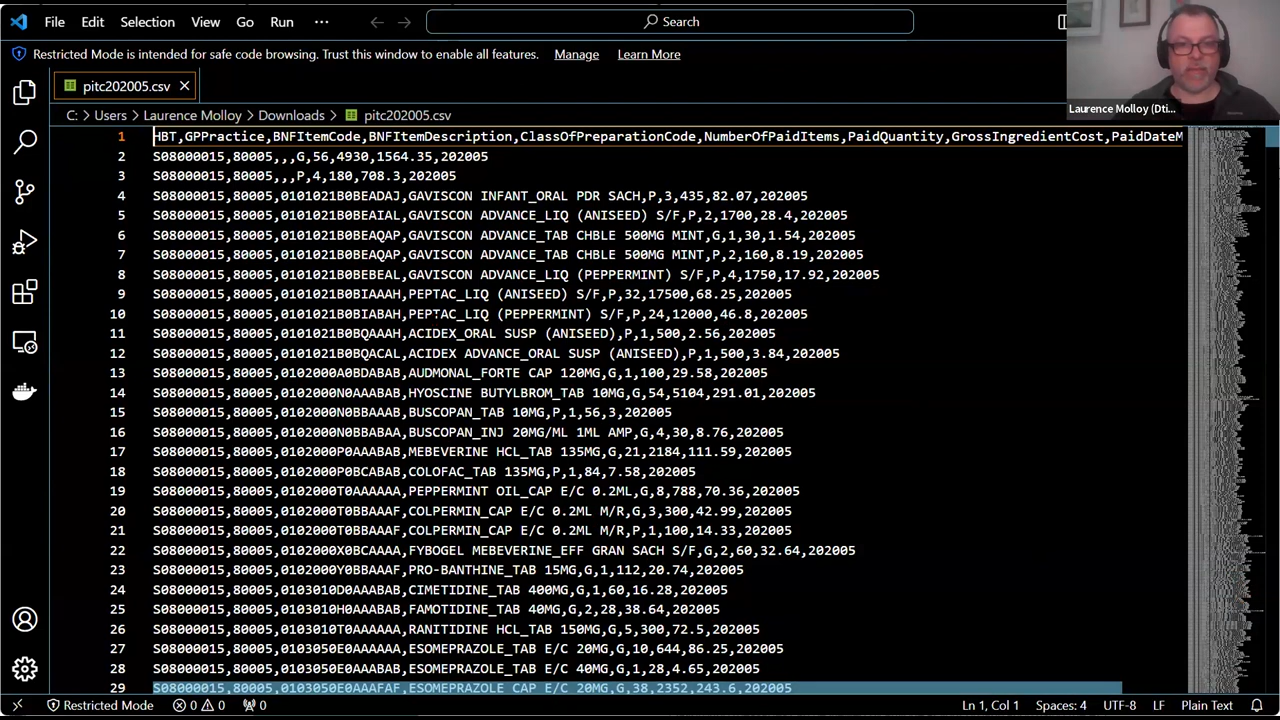 File Edit Selection View Go Run ··· Search
Restricted Mode is intended for safe code browsing. Trust this window to enable all features. Manage Learn More
Laurence Molloy (Dti...
pitc202005.csv
C: > Users > Laurence Molloy > Downloads > pitc202005.csv
1 HBT,GPPractice,BNFItemCode,BNFItemDescription,ClassOfPreparationCode,NumberOfPaidItems,PaidQuantity,GrossIngredientCost,PaidDateM
2 S08000015,80005,,,G,56,4930,1564.35,202005
3 S08000015,80005,,,P,4,180,708.3,202005
4 S08000015,80005,0101021B0BEADAJ,GAVISCON INFANT_ORAL PDR SACH,P,3,435,82.07,202005
5 S08000015,80005,0101021B0BEAIAL,GAVISCON ADVANCE_LIQ (ANISEED) S/F,P,2,1700,28.4,202005
6 S08000015,80005,0101021B0BEAQAP,GAVISCON ADVANCE_TAB CHBLE 500MG MINT,G,1,30,1.54,202005
7 S08000015,80005,0101021B0BEAQAP,GAVISCON ADVANCE_TAB CHBLE 500MG MINT,P,2,160,8.19,202005
8 S08000015,80005,0101021B0BEBEAL,GAVISCON ADVANCE_LIQ (PEPPERMINT) S/F,P,4,1750,17.92,202005
9 S08000015,80005,0101021B0BIAAAH,PEPTAC_LIQ (ANISEED) S/F,P,32,17500,68.25,202005
10 S08000015,80005,0101021B0BIABAH,PEPTAC_LIQ (PEPPERMINT) S/F,P,24,12000,46.8,202005
11 S08000015,80005,0101021B0BQAAAH,ACIDEX_ORAL SUSP (ANISEED),P,1,500,2.56,202005
12 S08000015,80005,0101021B0BQACAL,ACIDEX ADVANCE_ORAL SUSP (ANISEED),P,1,500,3.84,202005
13 S08000015,80005,0102000A0BDABAB,AUDMONAL_FORTE CAP 120MG,G,1,100,29.58,202005
14 S08000015,80005,0102000N0AAABAB,HYOSCINE BUTYLBROM_TAB 10MG,G,54,5104,291.01,202005
15 S08000015,80005,0102000N0BBAAAB,BUSCOPAN_TAB 10MG,P,1,56,3,202005
16 S08000015,80005,0102000N0BBABAA,BUSCOPAN_INJ 20MG/ML 1ML AMP,G,4,30,8.76,202005
17 S08000015,80005,0102000P0AAAXAX,MEBEVERINE HCL_TAB 135MG,G,21,2184,111.59,202005
18 S08000015,80005,0102000P0BCABAB,COLOFAC_TAB 135MG,P,1,84,7.58,202005
19 S08000015,80005,0102000T0AAAAAA,PEPPERMINT OIL_CAP E/C 0.2ML,G,8,788,70.36,202005
20 S08000015,80005,0102000T0BBAAAF,COLPERMIN_CAP E/C 0.2ML M/R,G,3,300,42.99,202005
21 S08000015,80005,0102000T0BBAAAF,COLPERMIN_CAP E/C 0.2ML M/R,P,1,100,14.33,202005
22 S08000015,80005,0102000X0BCAAAA,FYBOGEL MEBEVERINE_EFF GRAN SACH S/F,G,2,60,32.64,202005
23 S08000015,80005,0102000Y0BBAAAB,PRO-BANTHINE_TAB 15MG,G,1,112,20.74,202005
24 S08000015,80005,0103010D0AAABAB,CIMETIDINE_TAB 400MG,G,1,60,16.28,202005
25 S08000015,80005,0103010H0AAABAB,FAMOTIDINE_TAB 40MG,G,2,28,38.64,202005
26 S08000015,80005,0103010T0AAAAAA,RANITIDINE HCL_TAB 150MG,G,5,300,72.5,202005
27 S08000015,80005,0103050E0AAAAAA,ESOMEPRAZOLE_TAB E/C 20MG,G,10,644,86.25,202005
28 S08000015,80005,0103050E0AAABAB,ESOMEPRAZOLE_TAB E/C 40MG,G,1,28,4.65,202005
29 S08000015,80005,0103050E0AAAFAF,ESOMEPRAZOLE_CAP E/C 20MG,G,38,2352,243.6,202005
Restricted Mode 0 0 0 Ln 1, Col 1 Spaces: 4 UTF-8 LF Plain Text